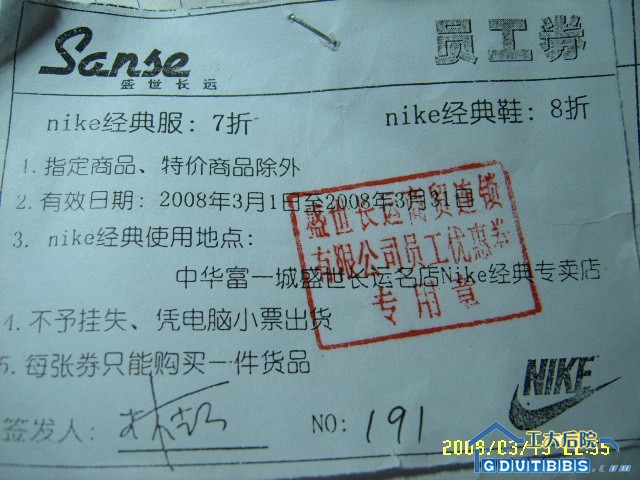 Sanse
盛世长运
员工券
nike经典服: 7折
nike经典鞋: 8折
1. 指定商品、特价商品除外
2. 有效日期: 2008年3月1日至2008年3月31日
3. nike经典使用地点:
中华富一城盛世长运名店Nike经典专卖店
4. 不予挂失、凭电脑小票出货
5. 每张券只能购买一件货品
盛世长运商贸连锁
有限公司员工优惠券
专用章
签发人:
NO: 191
NIKE
工大后院
GDUTBBS.com